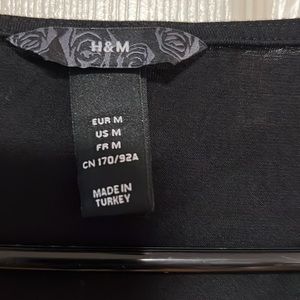 H&M
EUR M
US M
FR M
CN 170/92A
MADE IN
TURKEY